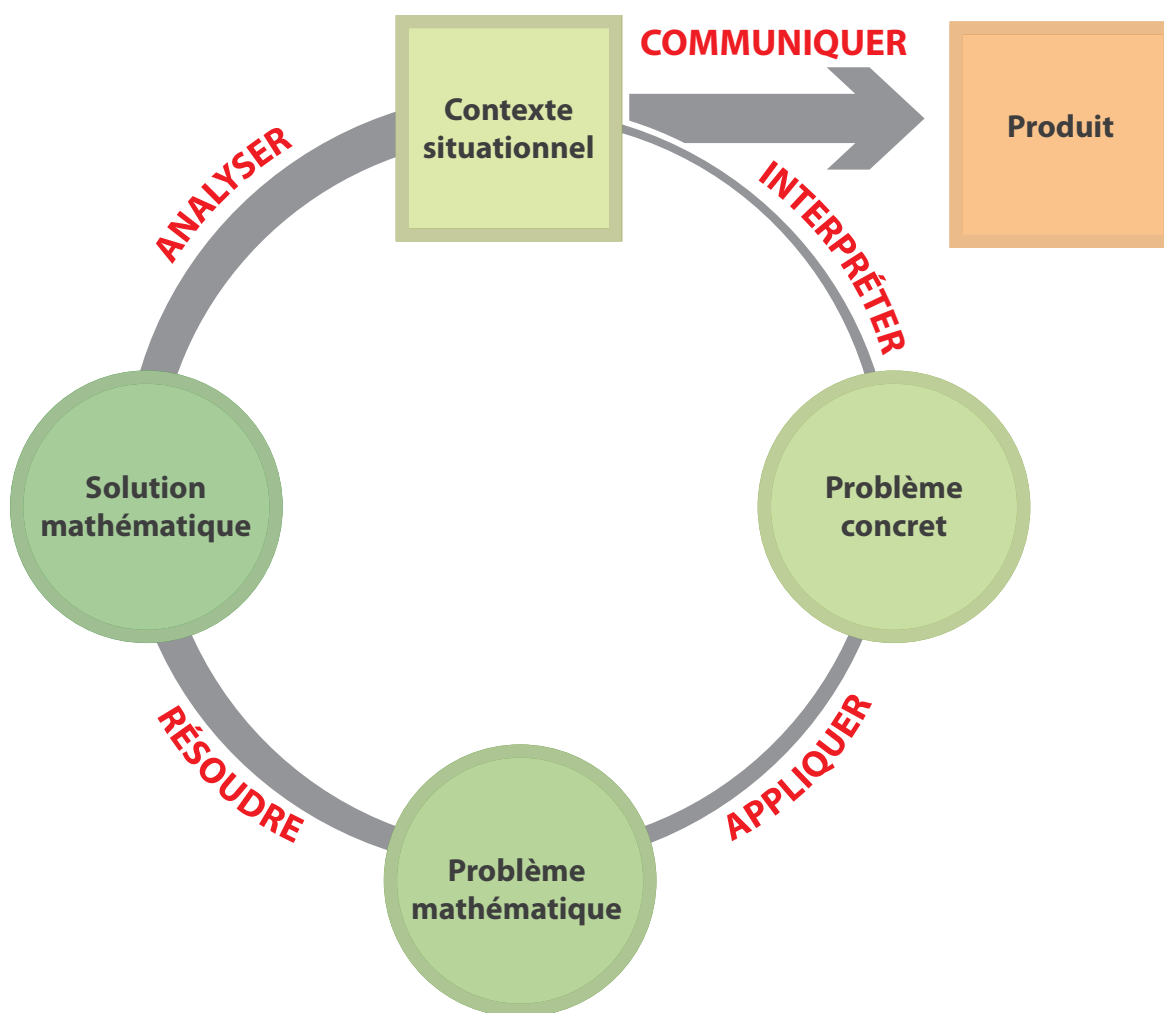 COMMUNIQUER
Contexte
situationnel
Produit
ANALYSER
INTERPRÉTER
Solution
mathématique
Problème
concret
RÉSOUDRE
APPLIQUER
Problème
mathématique